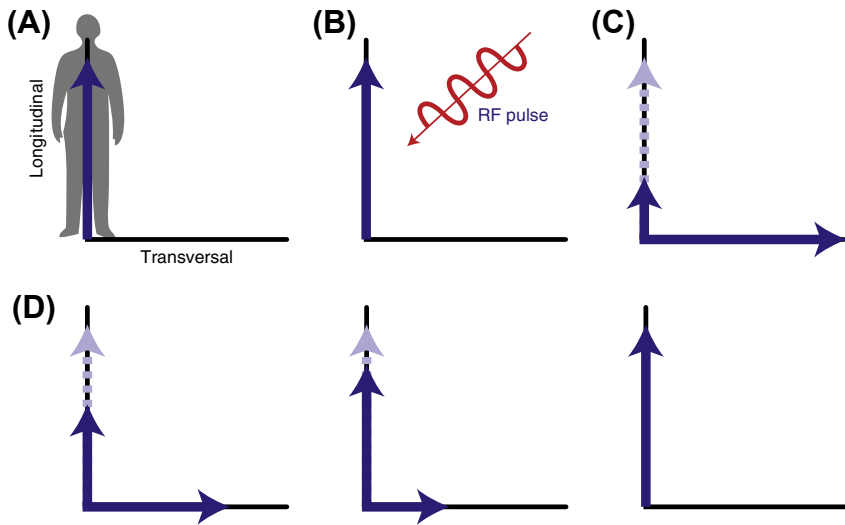 (A)
(B)
(C)
Longitudinal
RF pulse
Transversal
(D)